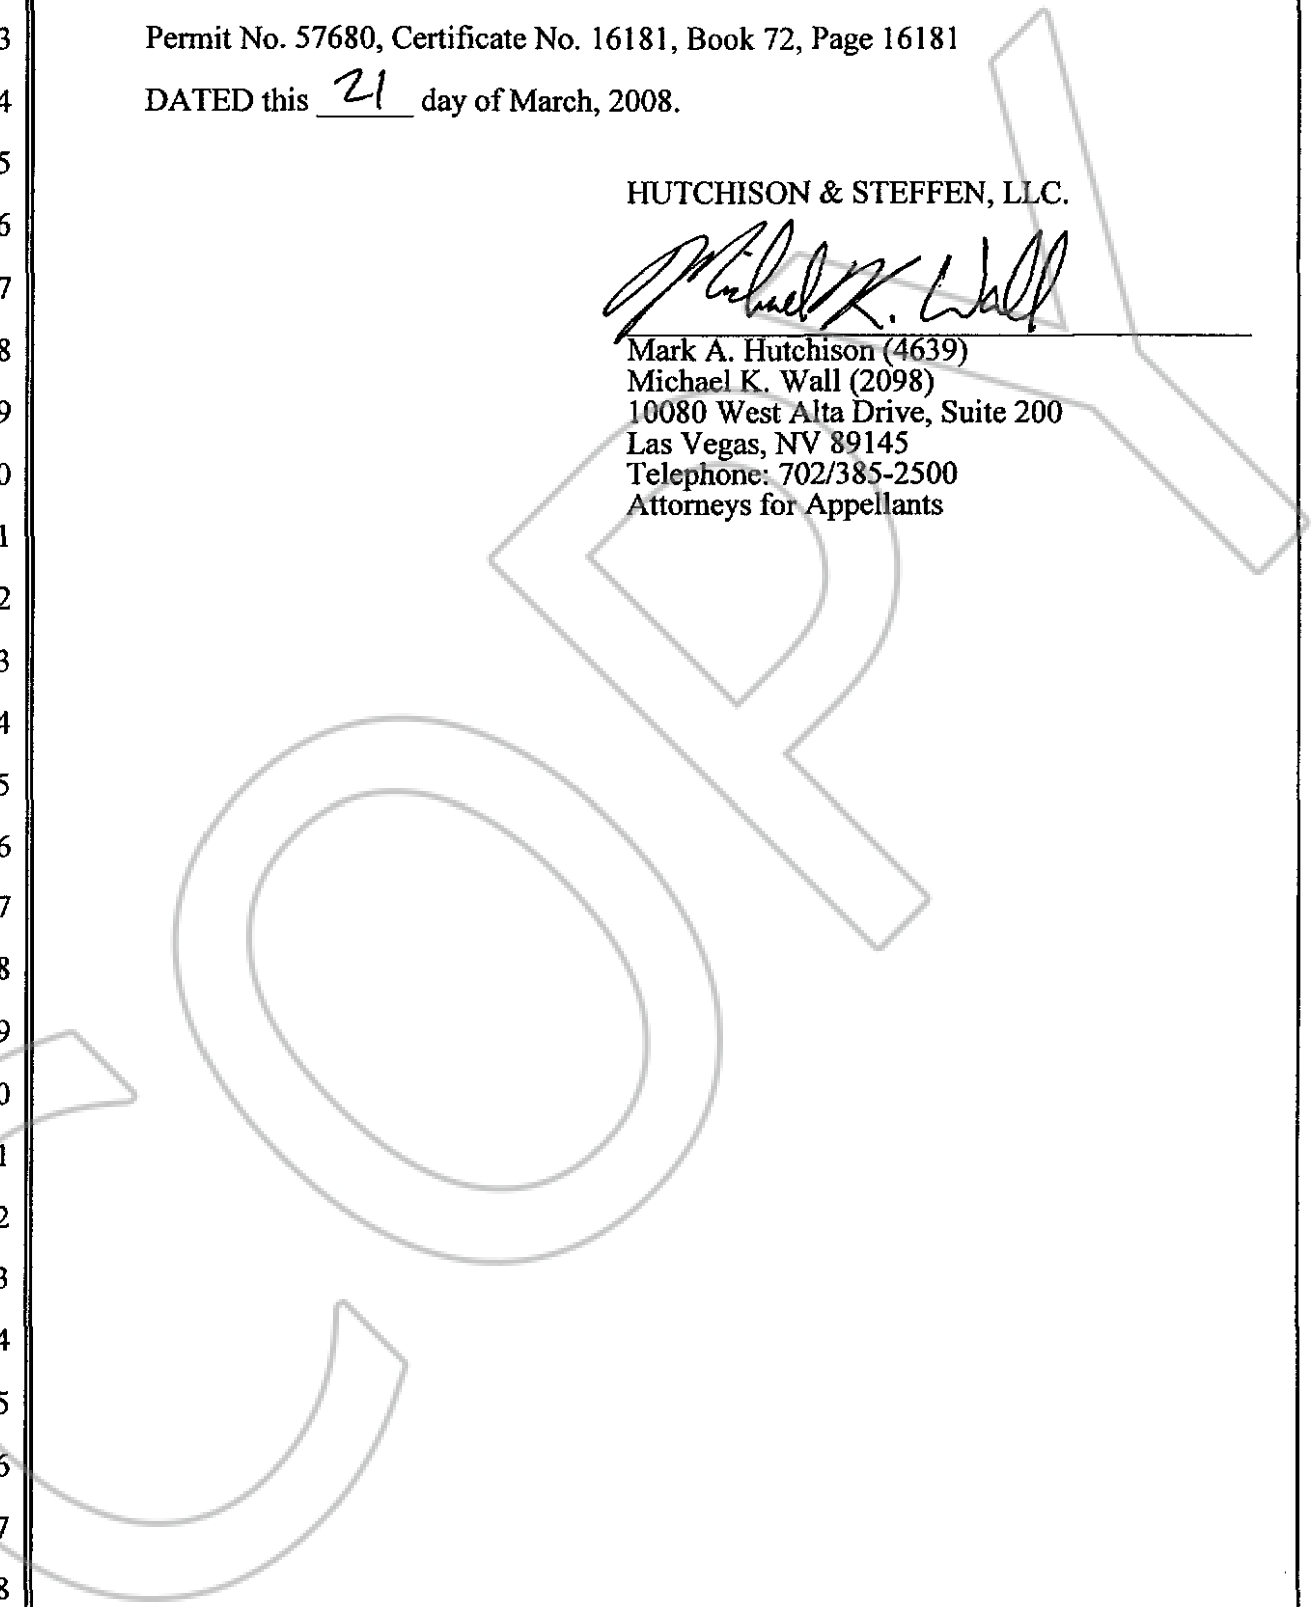 3 Permit No. 57680, Certificate No. 16181, Book 72, Page 16181
4 DATED this 21 day of March, 2008.
5
HUTCHISON & STEFFEN, LLC.
6
Michael K. Wall
7
8 Mark A. Hutchison (4639)
Michael K. Wall (2098)
9 10080 West Alta Drive, Suite 200
Las Vegas, NV 89145
0 Telephone: 702/385-2500
Attorneys for Appellants
1
2
3
4
5
6
7
8
9
0
1
2
3
4
5
6
7
8
COPY